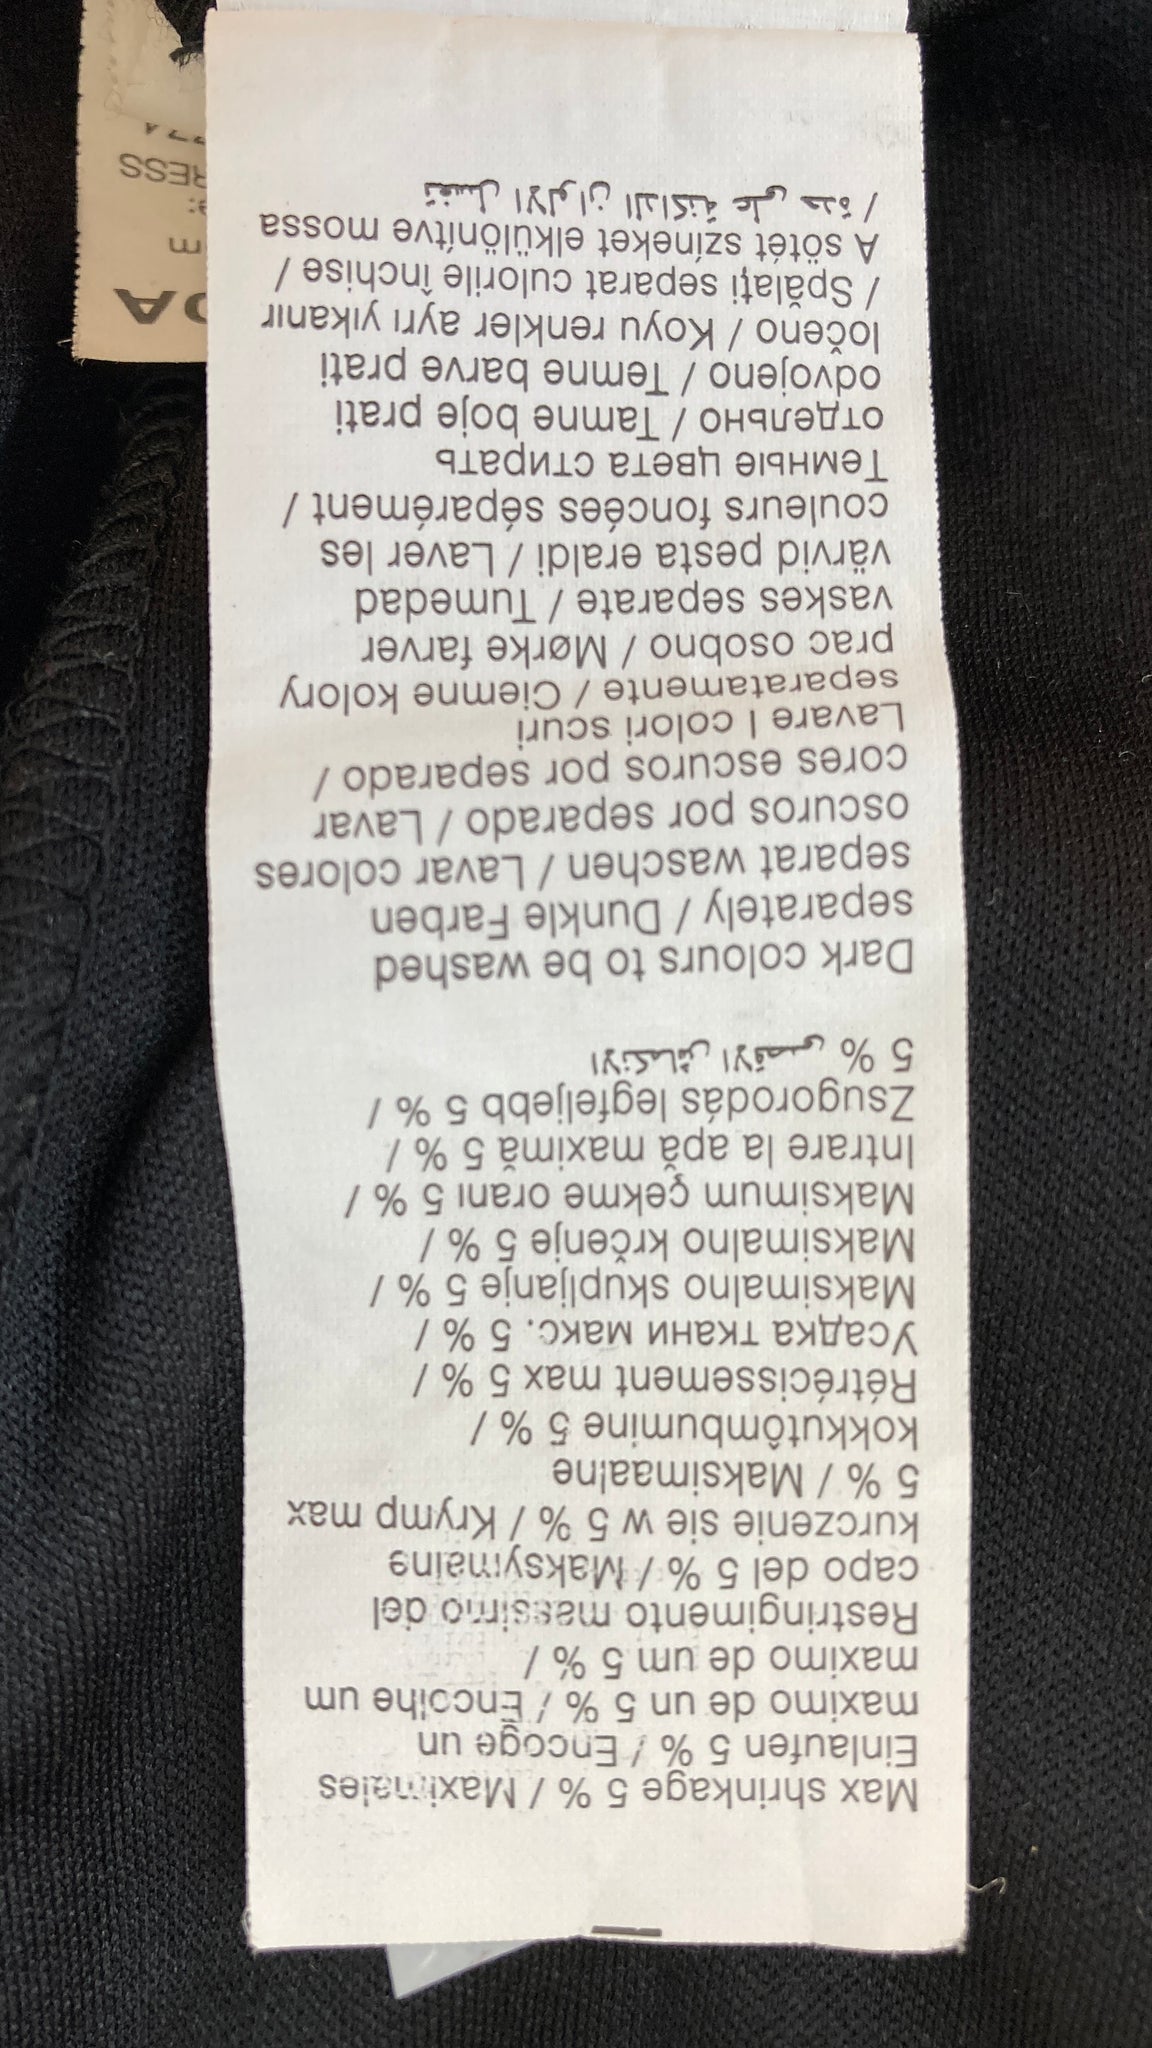 Max shrinkage 5 % / Maximales
Einlaufen 5 % / Encoge un
maximo de un 5 % / Encolhe um
maximo de um 5 % /
Restringimento massimo del
capo del 5 % / Maksymalne
kurczenie sie w 5 % / Krymp max
5 % / Maksimaalne
kokkutõmbumine 5 % /
Rétrécissement max 5 % /
Усадка ткани макс. 5 % /
Maksimalno skupljanje 5 % /
Maksimalno krčenje 5 % /
Maksimum çekme oranı 5 % /
Intrare la apă maximă 5 % /
Zsugorodás legfeljebb 5 % /
5 % الانكماش الاقصى
Dark colours to be washed
separately / Dunkle Farben
separat waschen / Lavar colores
oscuros por separado / Lavar
cores escuros por separado /
Lavare I colori scuri
separatamente / Ciemne kolory
prac osobno / Mørke farver
vaskes separate / Tumedad
värvid pesta eraldi / Laver les
couleurs foncées séparément /
Темные цвета стирать
отдельно / Tamne boje prati
odvojeno / Temne barve prati
ločeno / Koyu renkler ayrı yıkanır
/ Spălați separat culorile închise /
A sötét színeket elkülönítve mossa
/ تغسل الالوان الداكنة على حدة